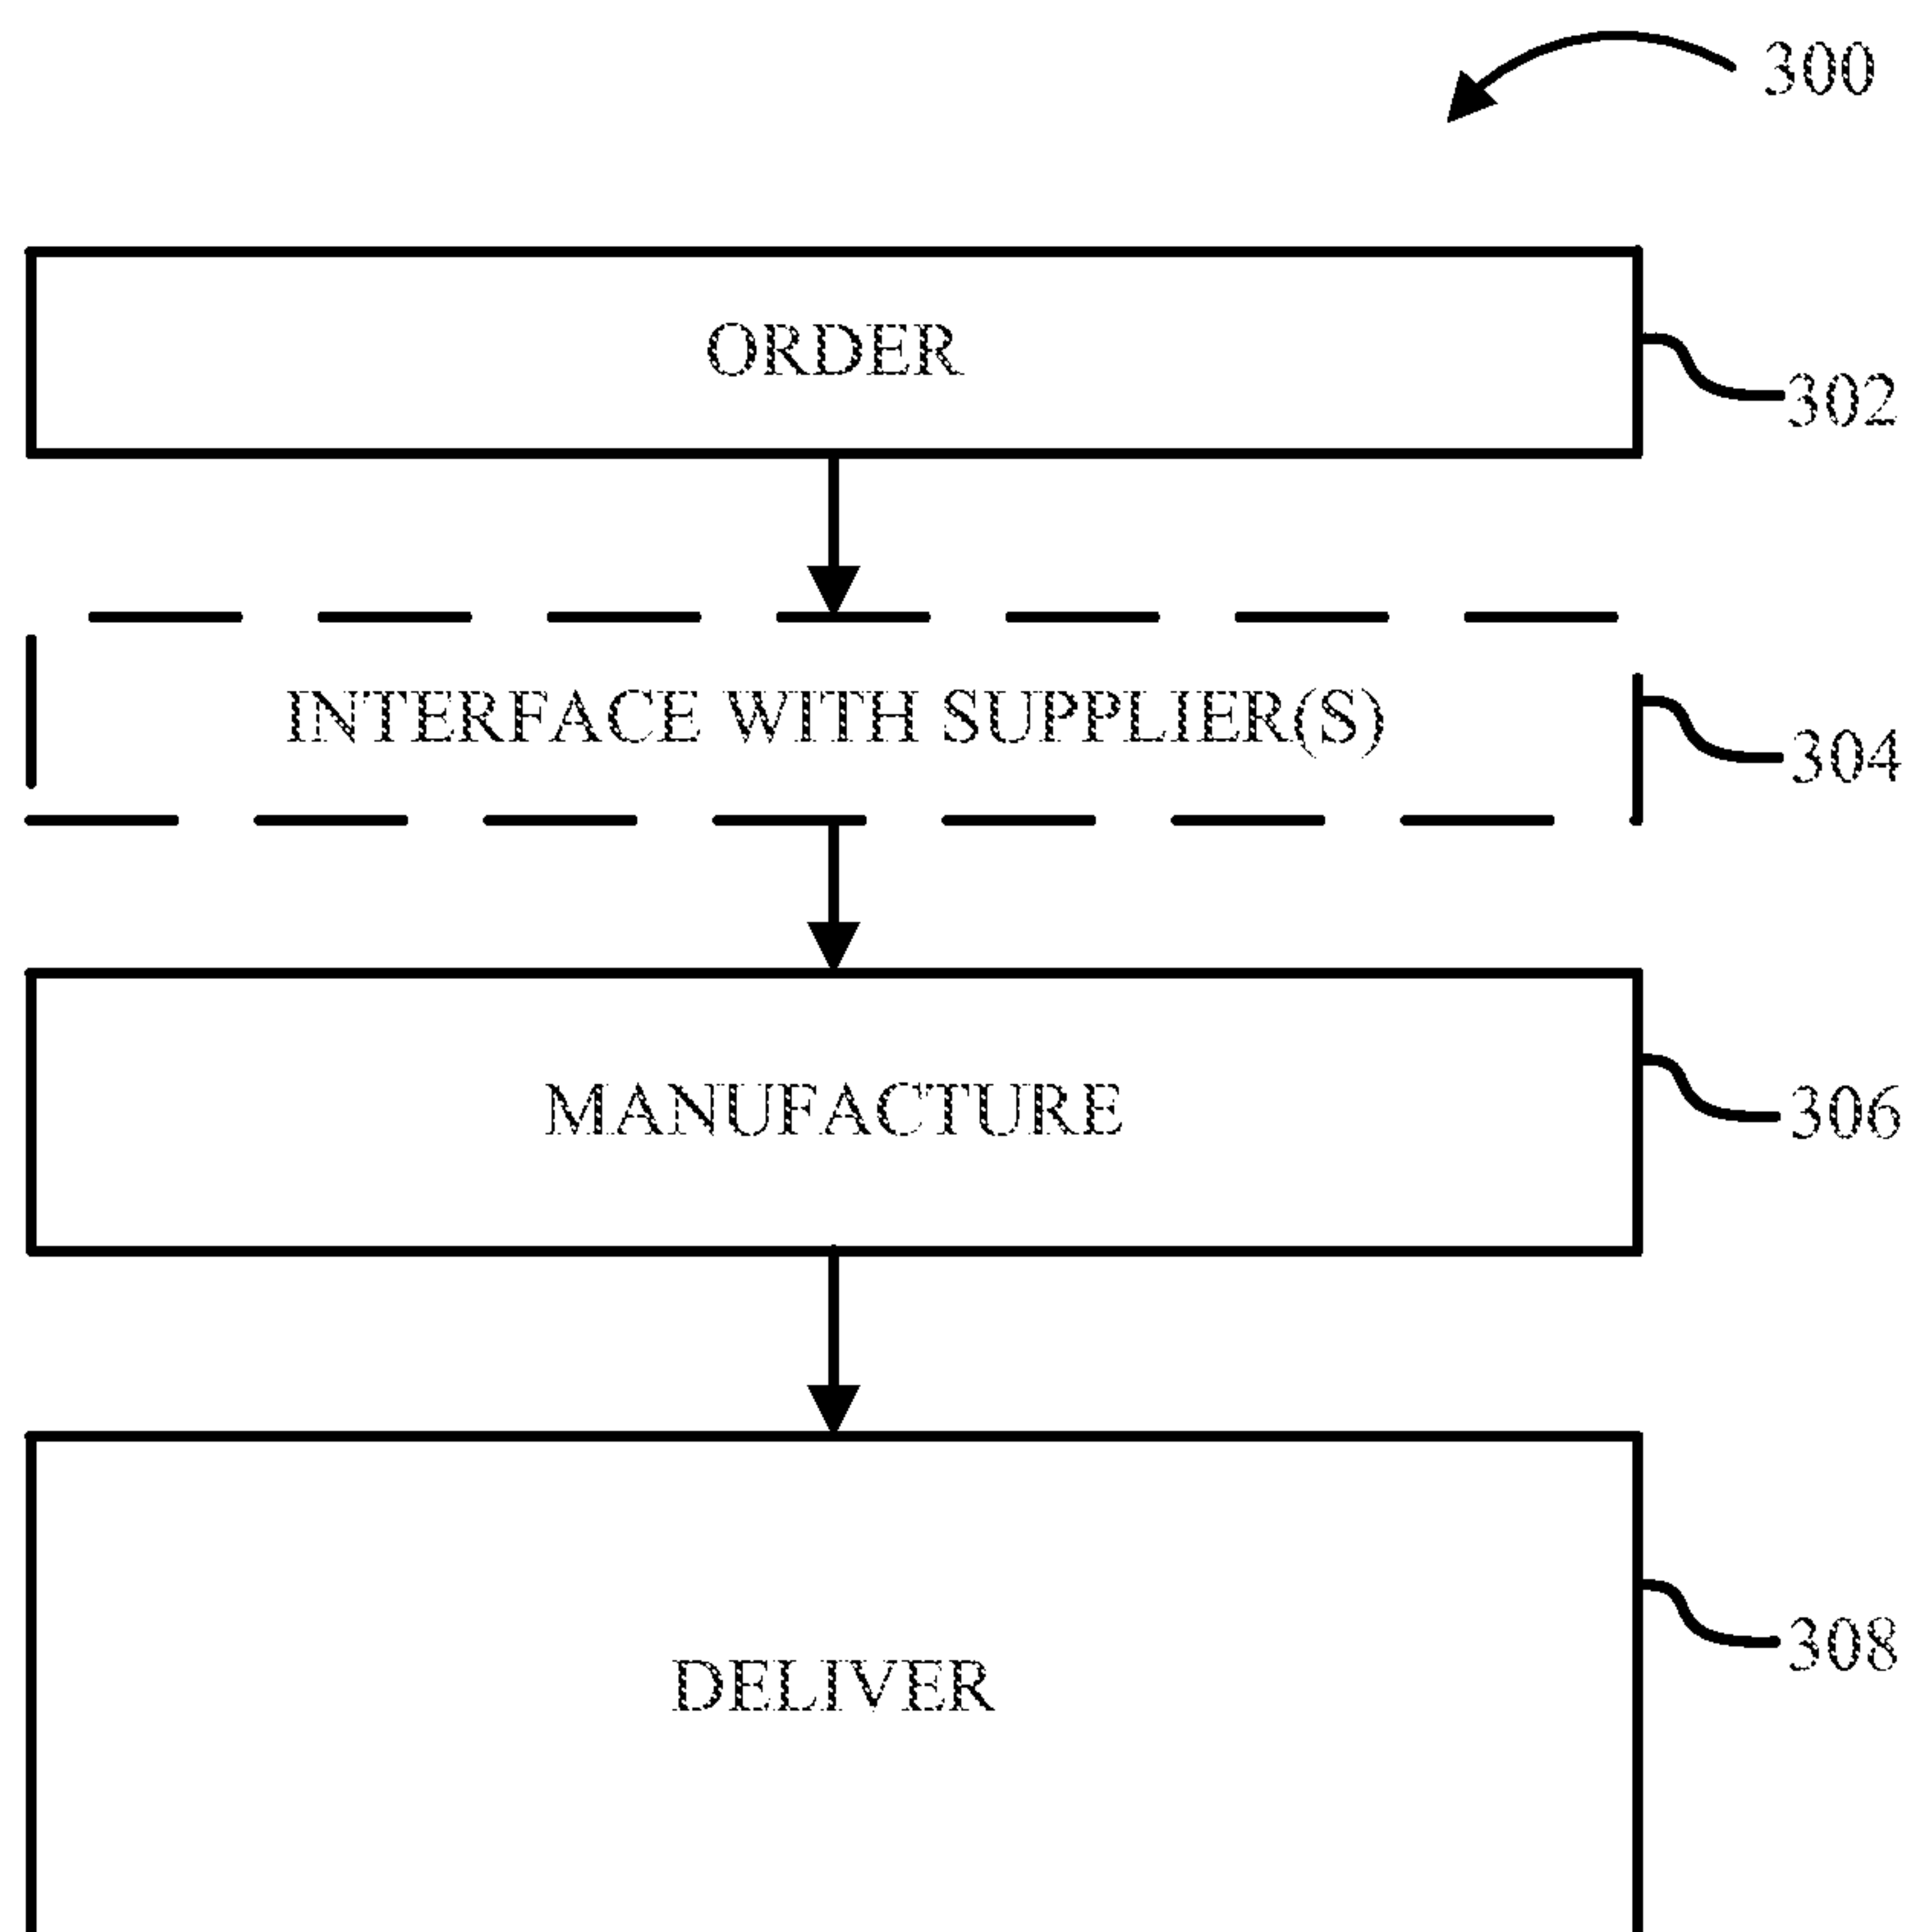 300
ORDER
302
INTERFACE WITH SUPPLIER(S)
304
MANUFACTURE
306
DELIVER
308